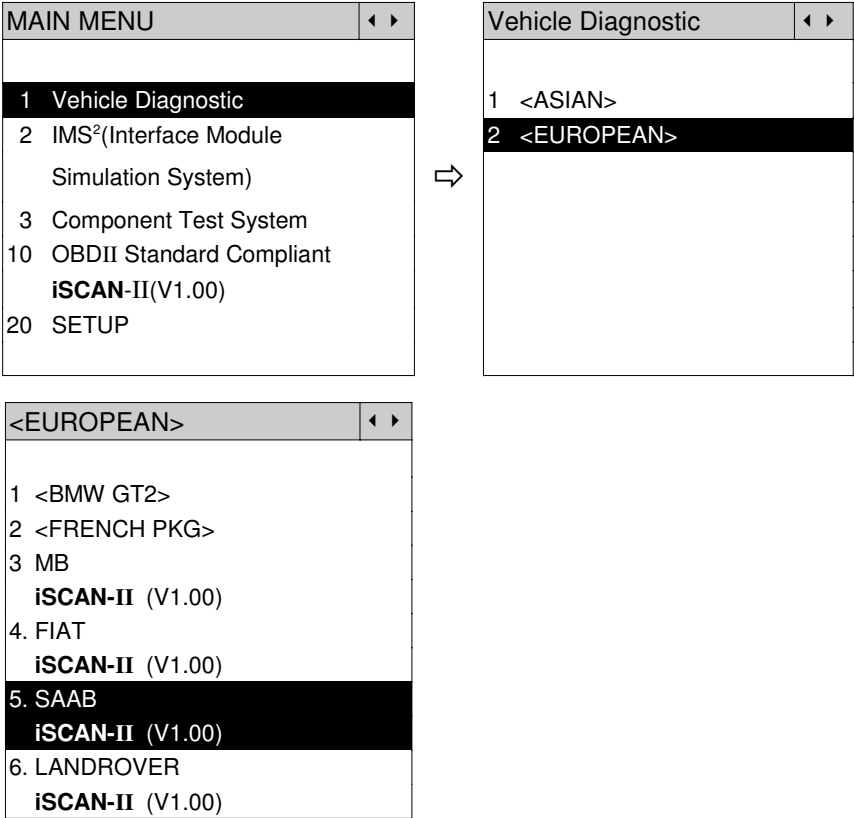 MAIN MENU
1 Vehicle Diagnostic
2 IMS²(Interface Module
Simulation System)
3 Component Test System
10 OBDII Standard Compliant
iSCAN-II(V1.00)
20 SETUP
Vehicle Diagnostic
1 <ASIAN>
2 <EUROPEAN>
<EUROPEAN>
1 <BMW GT2>
2 <FRENCH PKG>
3 MB
iSCAN-II (V1.00)
4. FIAT
iSCAN-II (V1.00)
5. SAAB
iSCAN-II (V1.00)
6. LANDROVER
iSCAN-II (V1.00)